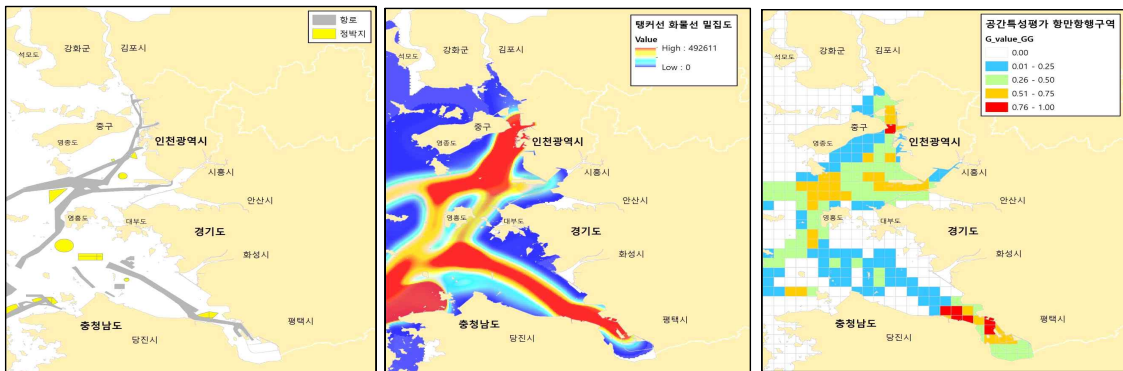 항로
정박지
강화군
김포시
석모도
중구
영종도
인천광역시
시흥시
안산시
영흥도
대부도
경기도
화성시
충청남도
평택시
당진시
탱커선 화물선 밀집도
Value
High : 492611
Low : 0
강화군
김포시
석모도
중구
영종도
인천광역시
시흥시
안산시
영흥도
대부도
경기도
화성시
충청남도
평택시
당진시
공간특성평가 항만항행구역
G_value_GG
0.00
0.01 - 0.25
0.26 - 0.50
0.51 - 0.75
0.76 - 1.00
강화군
김포시
석모도
중구
영종도
인천광역시
시흥시
안산시
영흥도
대부도
경기도
화성시
충청남도
평택시
당진시